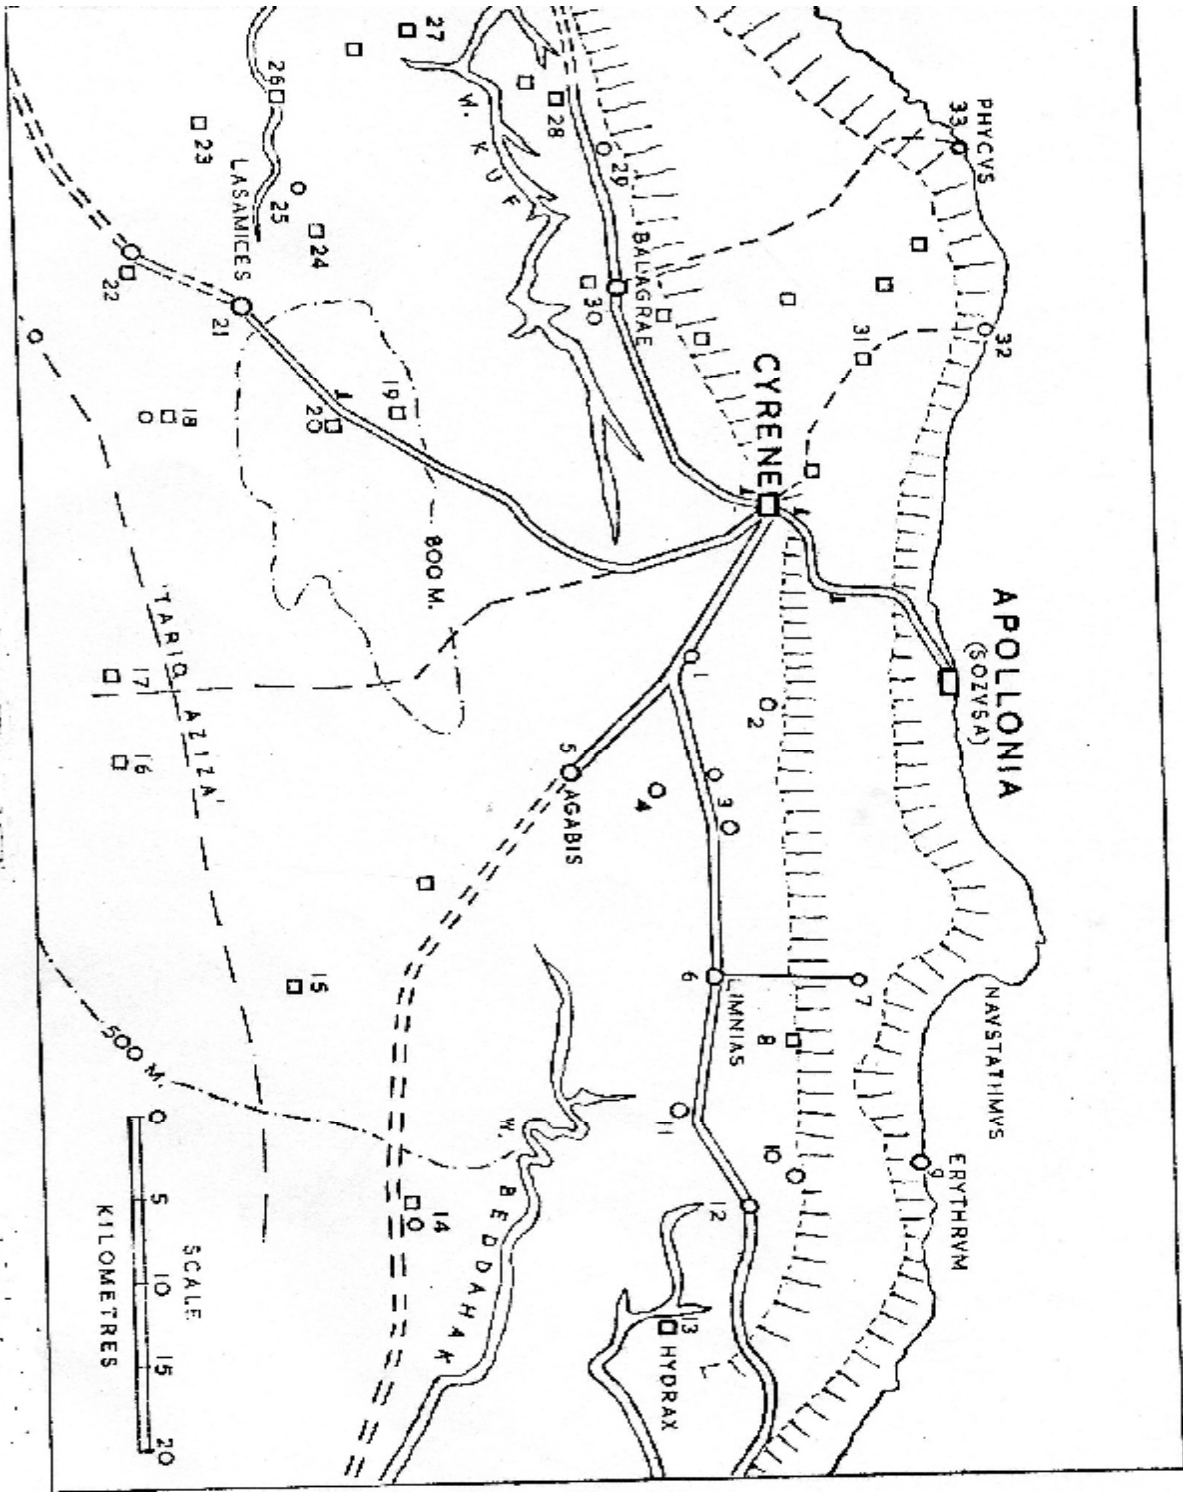 PHYCVS
33
32
31
27
28
29
W. KUF
BALAGRAE
30
26
23
25
LASAMICES
24
22
21
19
20
18
CYRENE
APOLLONIA
(SOZVSA)
800 M.
TARIQ 'AZIZA'
17
16
1
2
3
4
5
AGABIS
6
LIMNIAS
7
8
NAVSTATHMVS
9
ERYTHRVM
10
11
12
13
HYDRAX
14
15
W. BEDDAHAK
500 M.
SCALE
0 5 10 15 20
KILOMETRES